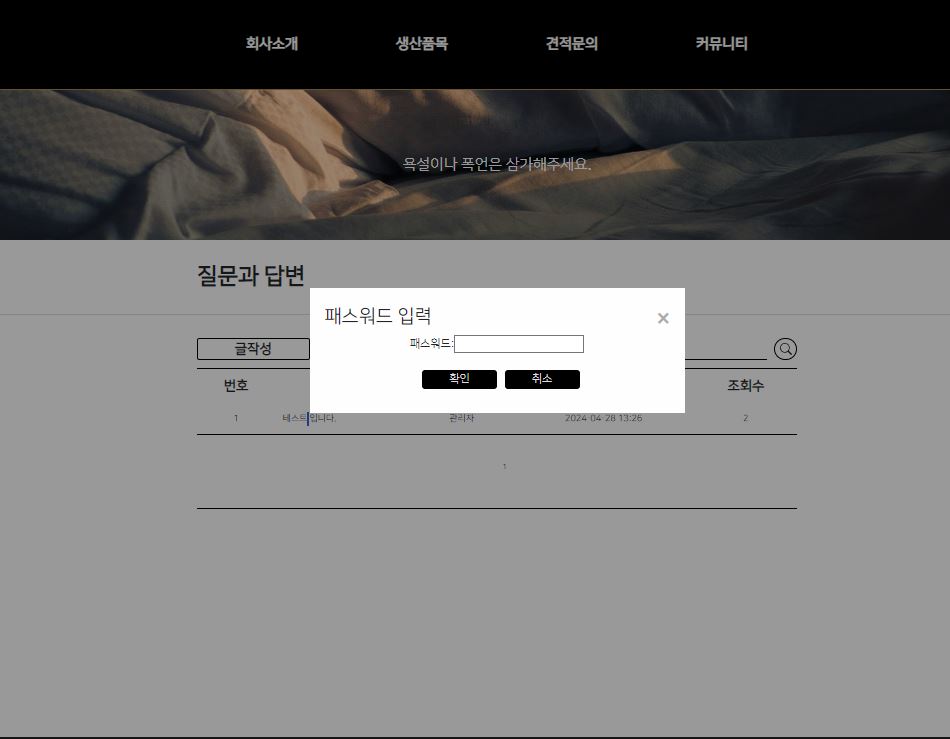 회사소개 생산품목 견적문의 커뮤니티
욕설이나 폭언은 삼가해주세요.
질문과 답변
패스워드 입력 ×
패스워드:
확인 취소
글작성
번호 조회수
1 테스트입니다. 관리자 2024-04-28 13:26 2
1